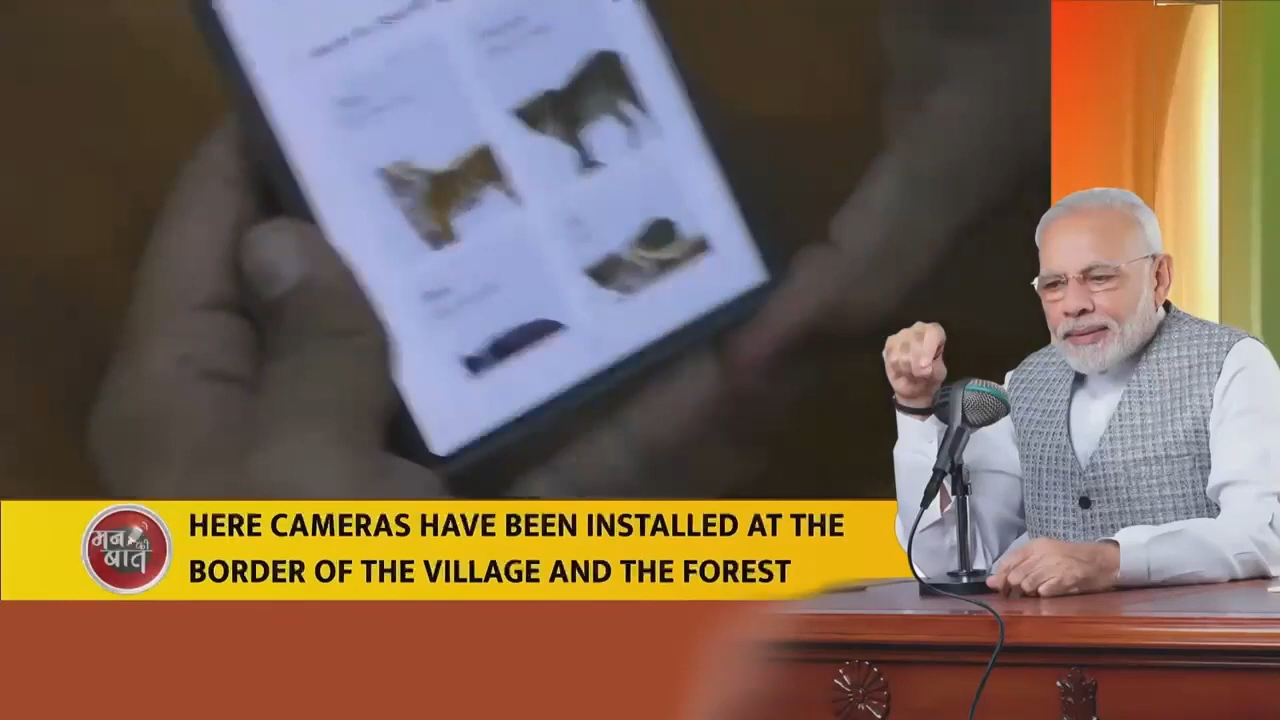 मन
की
बात
HERE CAMERAS HAVE BEEN INSTALLED AT THE
BORDER OF THE VILLAGE AND THE FOREST